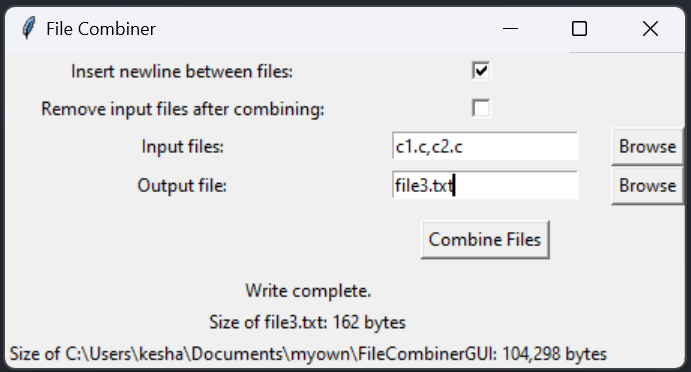 File Combiner
Insert newline between files:
Remove input files after combining:
Input files: c1.c,c2.c Browse
Output file: file3.txt Browse
Combine Files
Write complete.
Size of file3.txt: 162 bytes
Size of C:\Users\kesha\Documents\myown\FileCombinerGUI: 104,298 bytes